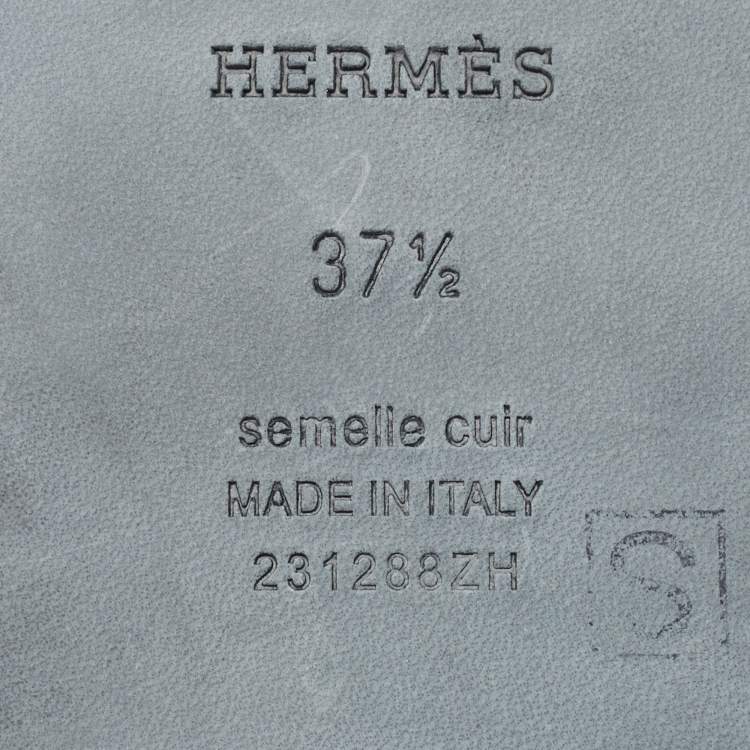 HERMÈS
37½
semelle cuir
MADE IN ITALY
231288ZH
S